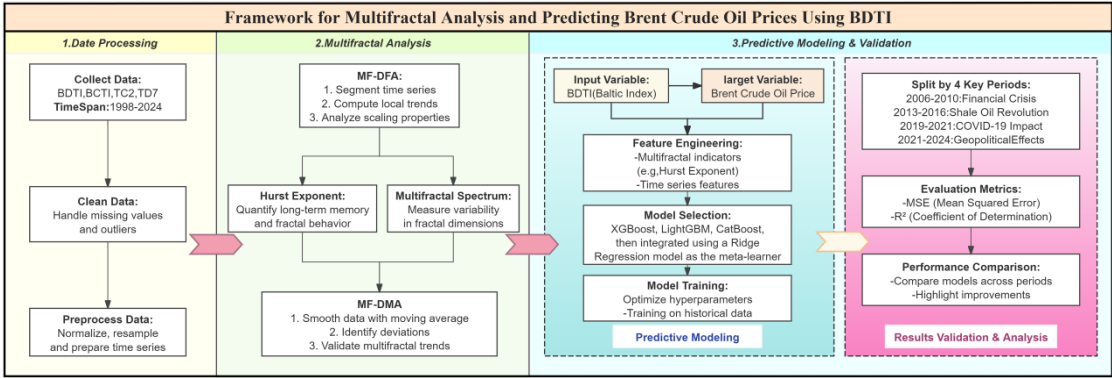 Framework for Multifractal Analysis and Predicting Brent Crude Oil Prices Using BDTI
1.Date Processing
Collect Data:
BDTI,BCTI,TC2,TD7
TimeSpan:1998-2024
Clean Data:
Handle missing values
and outliers
Preprocess Data:
Normalize, resample
and prepare time series
2.Multifractal Analysis
MF-DFA:
1. Segment time series
2. Compute local trends
3. Analyze scaling properties
Hurst Exponent:
Quantify long-term memory
and fractal behavior
Multifractal Spectrum:
Measure variability
in fractal dimensions
MF-DMA
1. Smooth data with moving average
2. Identify deviations
3. Validate multifractal trends
3.Predictive Modeling & Validation
Input Variable:
BDTI(Baltic Index)
Iarget Variable:
Brent Crude Oil Price
Feature Engineering:
-Multifractal indicators
(e.g,Hurst Exponent)
-Time series features
Model Selection:
XGBoost, LightGBM, CatBoost,
then integrated using a Ridge
Regression model as the meta-learner
Model Training:
Optimize hyperparameters
-Training on historical data
Predictive Modeling
Split by 4 Key Periods:
2006-2010:Financial Crisis
2013-2016:Shale Oil Revolution
2019-2021:COVID-19 Impact
2021-2024:GeopoliticalEffects
Evaluation Metrics:
-MSE (Mean Squared Error)
-R² (Coefficient of Determination)
Performance Comparison:
-Compare models across periods
-Highlight improvements
Results Validation & Analysis